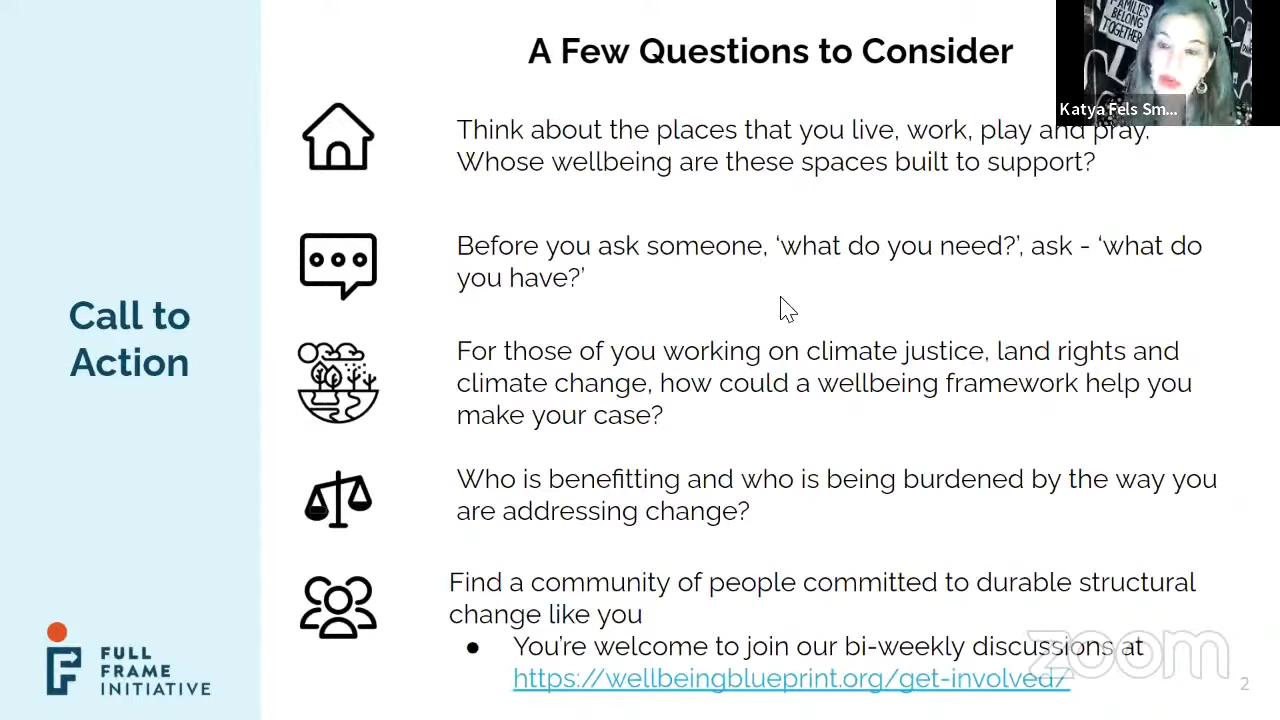 A Few Questions to Consider
FAMILIES
BELONG
TOGETHER
Katya Fels Sm...
Think about the places that you live, work, play and pray.
Whose wellbeing are these spaces built to support?
Before you ask someone, ‘what do you need?’, ask - ‘what do
you have?’
Call to
Action
For those of you working on climate justice, land rights and
climate change, how could a wellbeing framework help you
make your case?
Who is benefitting and who is being burdened by the way you
are addressing change?
Find a community of people committed to durable structural
change like you
● You’re welcome to join our bi-weekly discussions at
https://wellbeingblueprint.org/get-involved/
FULL
FRAME
INITIATIVE
zoom
2